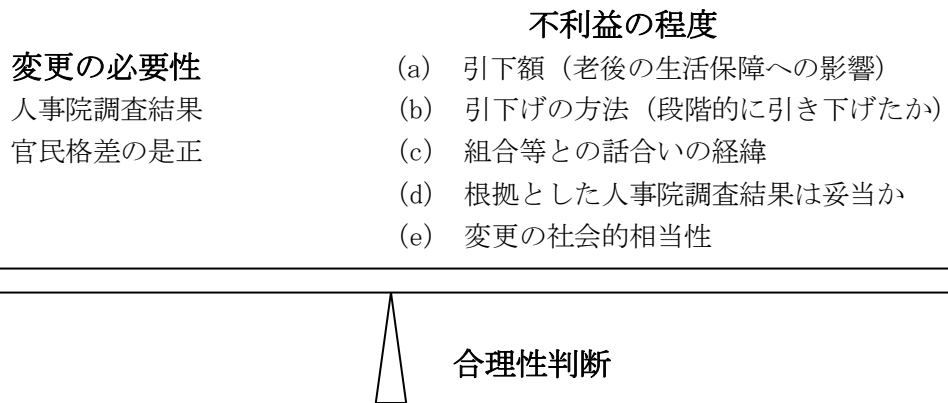 不利益の程度
変更の必要性
人事院調査結果
官民格差の是正
(a) 引下額（老後の生活保障への影響）
(b) 引下げの方法（段階的に引き下げたか）
(c) 組合等との話合いの経緯
(d) 根拠とした人事院調査結果は妥当か
(e) 変更の社会的相当性
合理性判断